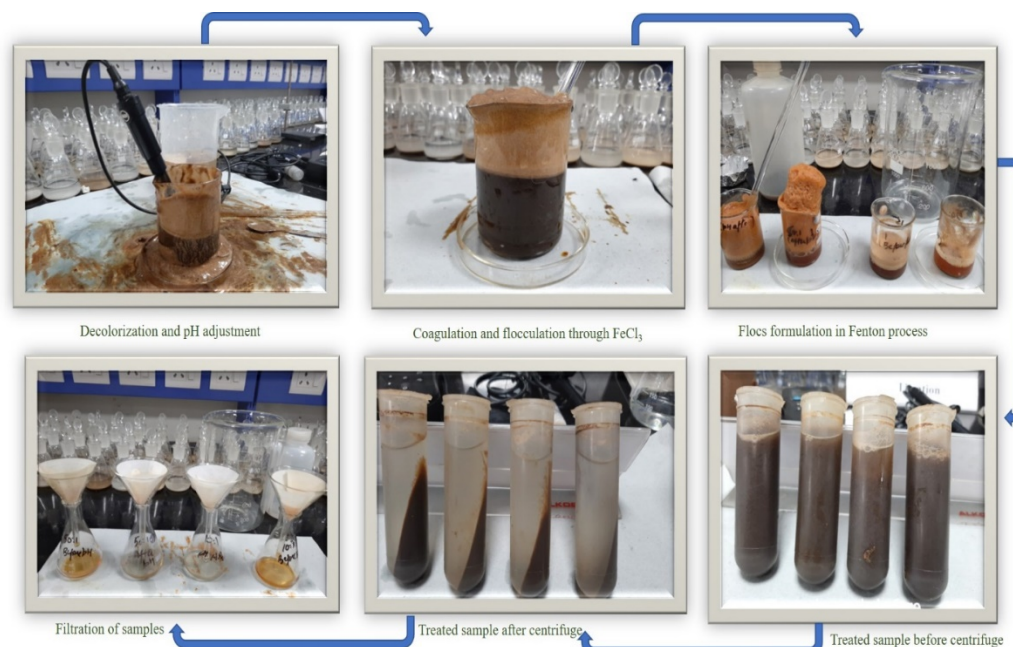 Decolorization and pH adjustment
Coagulation and flocculation through FeCl₃
Flocs formulation in Fenton process
Filtration of samples
Treated sample after centrifuge
Treated sample before centrifuge